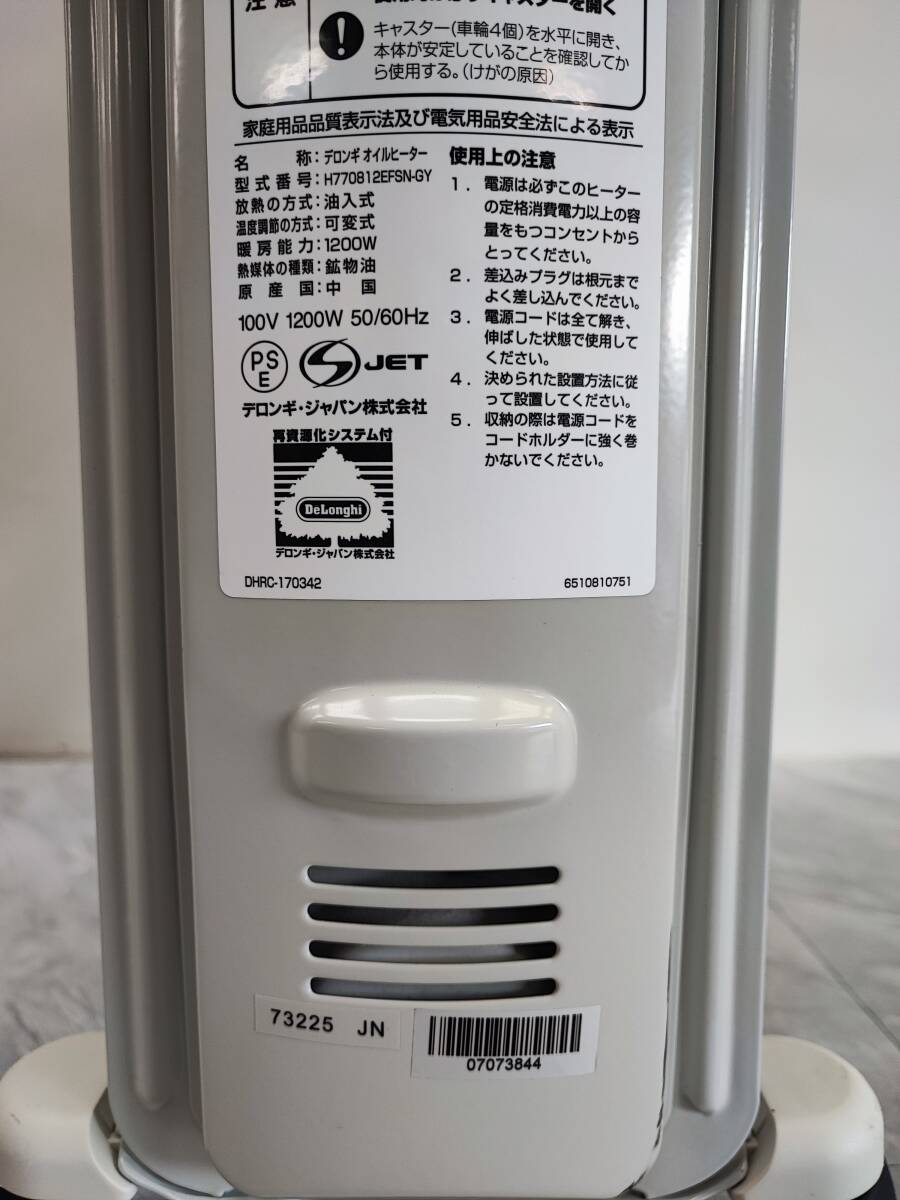 注意
キャスターを開く
キャスター(車輪4個)を水平に開き、
本体が安定していることを確認してか
ら使用する。(けがの原因)
家庭用品品質表示法及び電気用品安全法による表示
名 称:デロンギ オイルヒーター
型式番号:H770812EFSN-GY
放熱の方式:油入式
温度調節の方式:可変式
暖房能力:1200W
熱媒体の種類:鉱物油
原産国:中 国
100V 1200W 50/60Hz
PS
E
S JET
デロンギ・ジャパン株式会社
再資源化システム付
DeLonghi
デロンギ・ジャパン株式会社
DHRC-170342
使用上の注意
1. 電源は必ずこのヒーター
の定格消費電力以上の容
量をもつコンセントから
とってください。
2. 差込みプラグは根元まで
よく差し込んでください。
3. 電源コードは全て解き、
伸ばした状態で使用して
ください。
4. 決められた設置方法に従
って設置してください。
5. 収納の際は電源コードを
コードホルダーに強く巻
かないでください。
6510810751
73225 JN
07073844